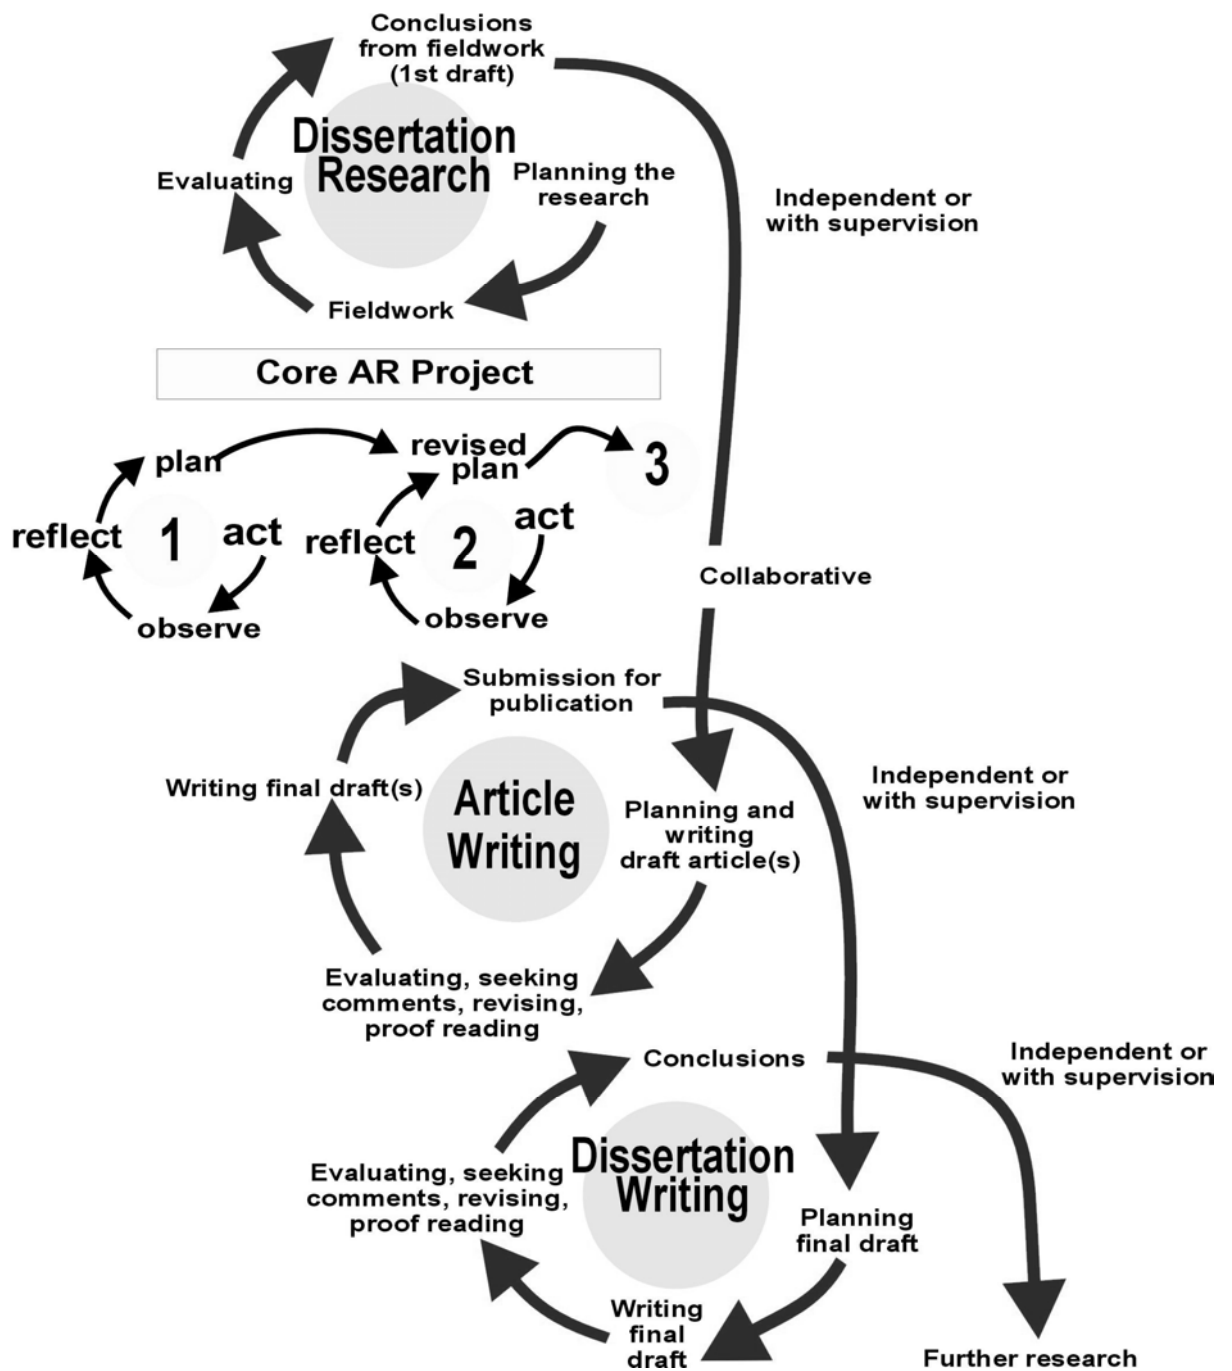 Conclusions
from fieldwork
(1st draft)
Dissertation
Research
Planning the
research
Evaluating
Fieldwork
Independent or
with supervision
Core AR Project
plan
reflect
1
act
observe
revised
plan
reflect
2
act
observe
3
Collaborative
Submission for
publication
Writing final draft(s)
Article
Writing
Planning and
writing
draft article(s)
Evaluating, seeking
comments, revising,
proof reading
Independent or
with supervision
Conclusions
Dissertation
Writing
Evaluating, seeking
comments, revising,
proof reading
Planning
final draft
Writing
final
draft
Independent or
with supervision
Further research